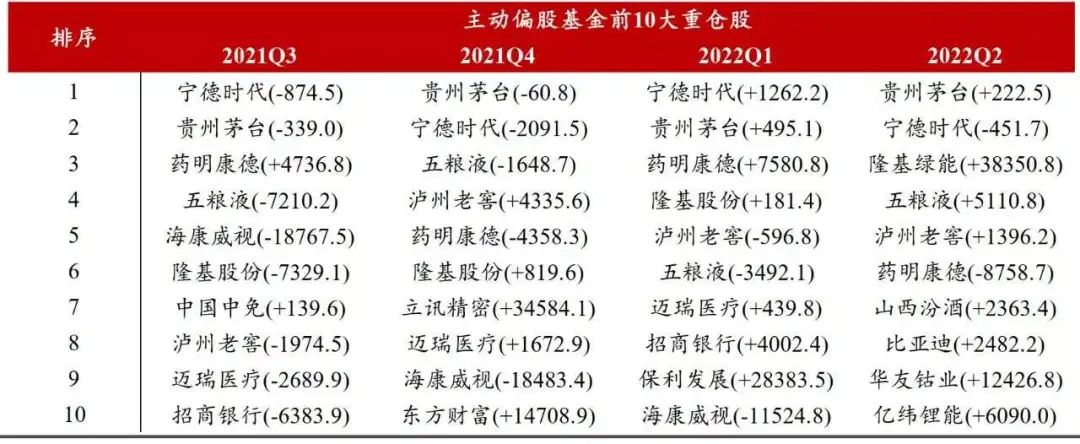 排序 主动偏股基金前10大重仓股
2021Q3 2021Q4 2022Q1 2022Q2
1 宁德时代(-874.5) 贵州茅台(-60.8) 宁德时代(+1262.2) 贵州茅台(+222.5)
2 贵州茅台(-339.0) 宁德时代(-2091.5) 贵州茅台(+495.1) 宁德时代(-451.7)
3 药明康德(+4736.8) 五粮液(-1648.7) 药明康德(+7580.8) 隆基绿能(+38350.8)
4 五粮液(-7210.2) 泸州老窖(+4335.6) 隆基股份(+181.4) 五粮液(+5110.8)
5 海康威视(-18767.5) 药明康德(-4358.3) 泸州老窖(-596.8) 泸州老窖(+1396.2)
6 隆基股份(-7329.1) 隆基股份(+819.6) 五粮液(-3492.1) 药明康德(-8758.7)
7 中国中免(+139.6) 立讯精密(+34584.1) 迈瑞医疗(+439.8) 山西汾酒(+2363.4)
8 泸州老窖(-1974.5) 迈瑞医疗(+1672.9) 招商银行(+4002.4) 比亚迪(+2482.2)
9 迈瑞医疗(-2689.9) 海康威视(-18483.4) 保利发展(+28383.5) 华友钴业(+12426.8)
10 招商银行(-6383.9) 东方财富(+14708.9) 海康威视(-11524.8) 亿纬锂能(+6090.0)